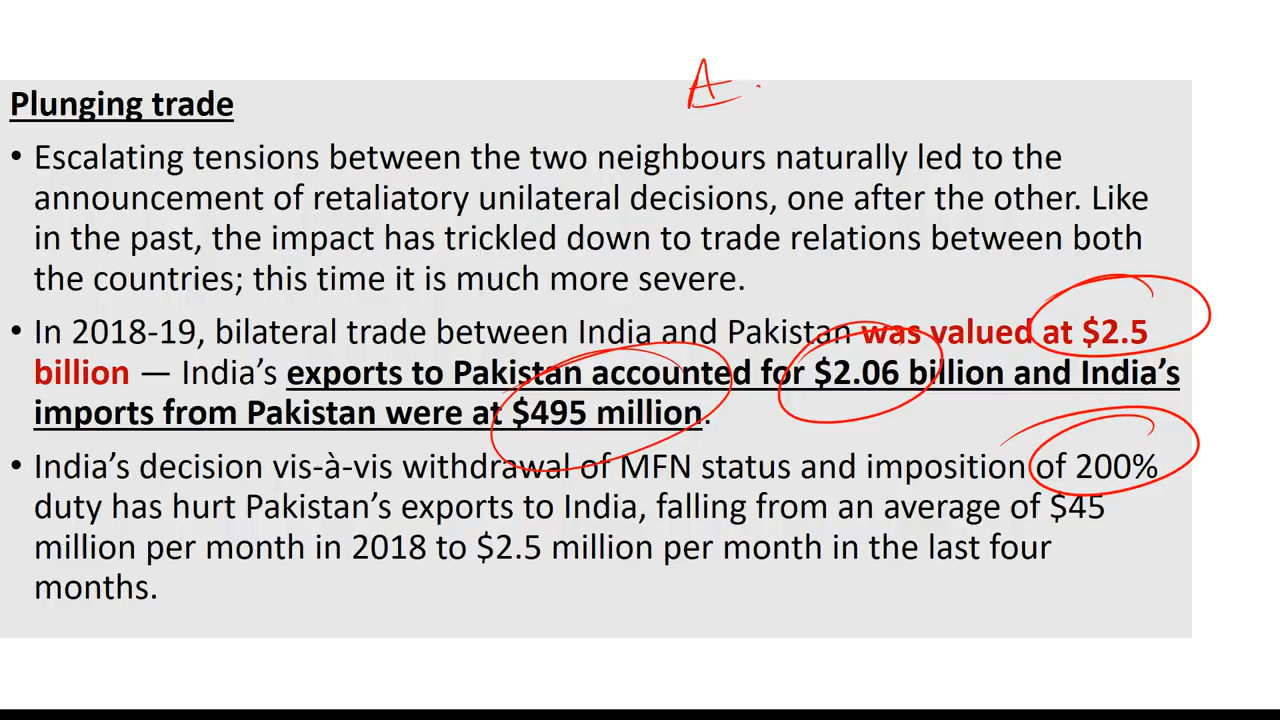 A
Plunging trade
• Escalating tensions between the two neighbours naturally led to the
announcement of retaliatory unilateral decisions, one after the other. Like
in the past, the impact has trickled down to trade relations between both
the countries; this time it is much more severe.
• In 2018-19, bilateral trade between India and Pakistan was valued at $2.5
billion — India’s exports to Pakistan accounted for $2.06 billion and India’s
imports from Pakistan were at $495 million.
• India’s decision vis-à-vis withdrawal of MFN status and imposition of 200%
duty has hurt Pakistan’s exports to India, falling from an average of $45
million per month in 2018 to $2.5 million per month in the last four
months.